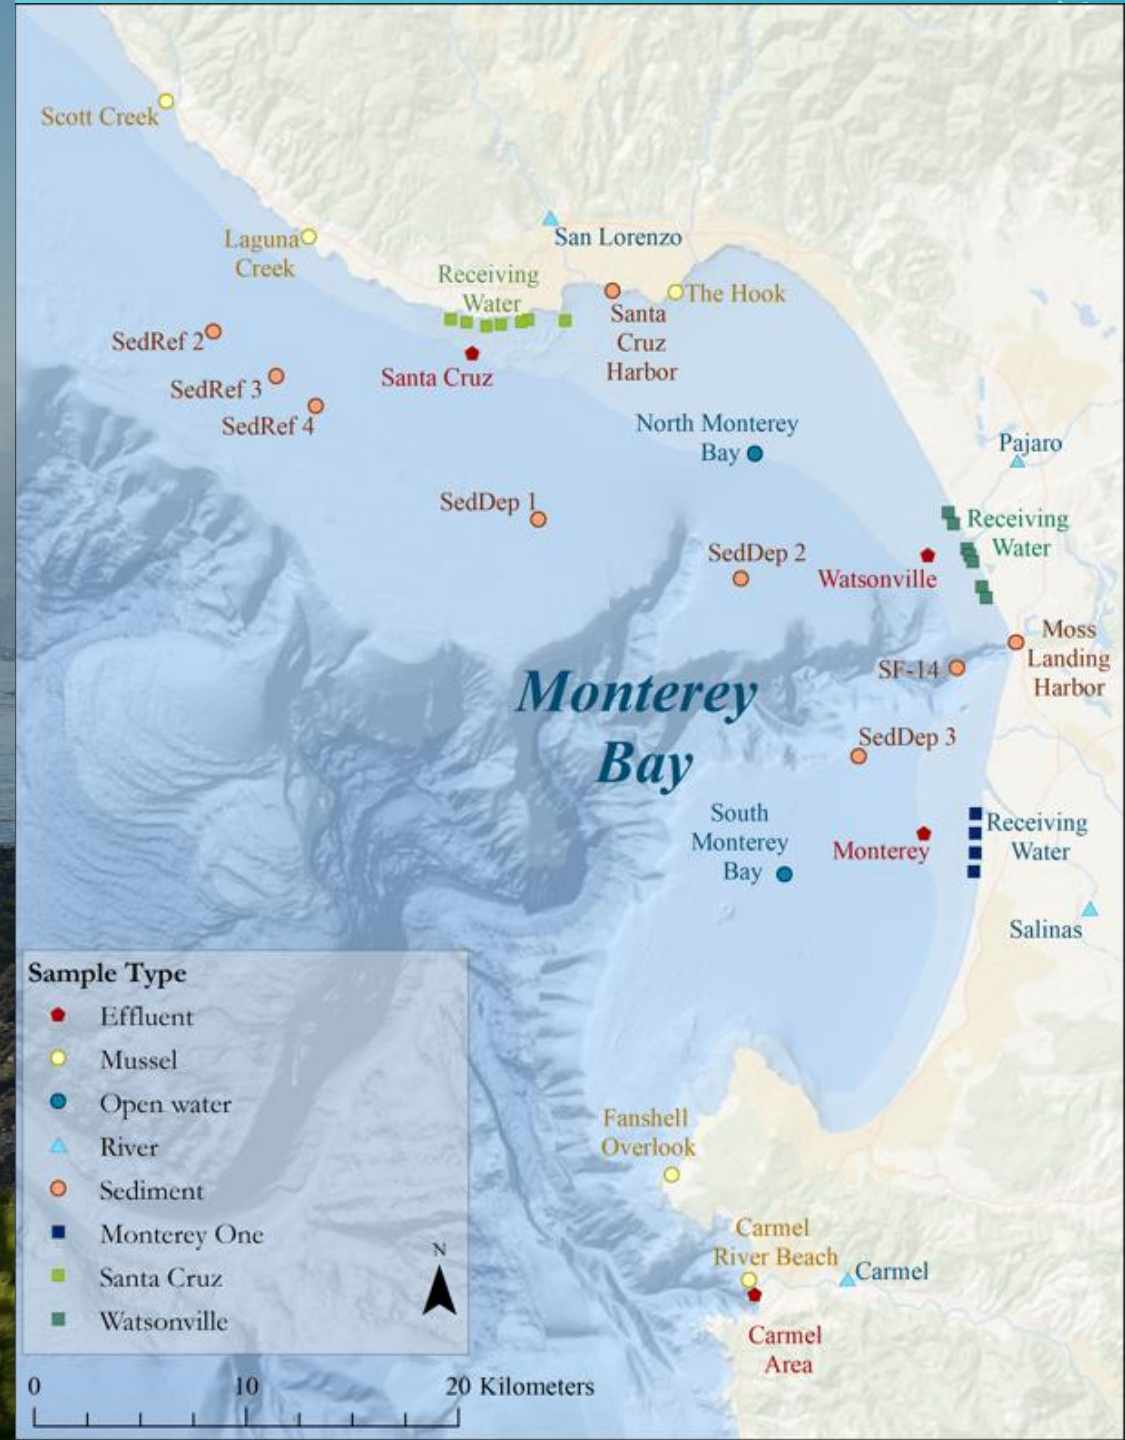 Scott Creek
San Lorenzo
Laguna
Creek
Receiving
Water
The Hook
Santa
Cruz
Harbor
SedRef 2
Santa Cruz
SedRef 3
SedRef 4
North Monterey
Bay
Pajaro
SedDep 1
Receiving
Water
SedDep 2
Watsonville
Moss
Landing
Harbor
SF-14
Monterey
Bay
SedDep 3
South
Monterey
Bay
Monterey
Receiving
Water
Salinas
Sample Type
Effluent
Mussel
Open water
River
Sediment
Monterey One
Santa Cruz
Watsonville
N
Fanshell
Overlook
Carmel
River Beach
Carmel
Carmel
Area
0 10 20 Kilometers